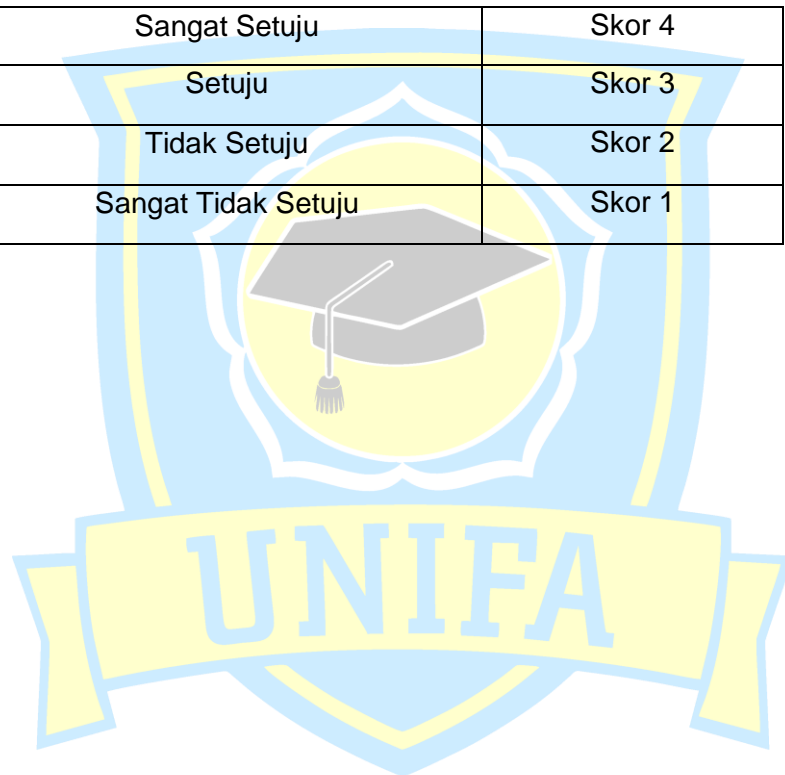 Sangat Setuju Skor 4
Setuju Skor 3
Tidak Setuju Skor 2
Sangat Tidak Setuju Skor 1
UNIFA